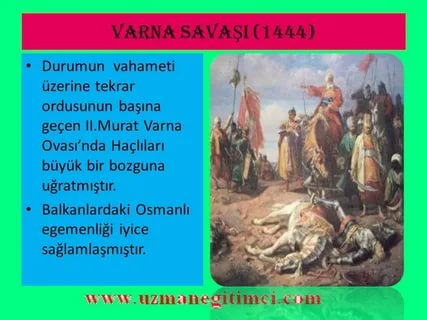 VARNA SAVAŞI (1444)
• Durumun vahameti
üzerine tekrar
ordusunun başına
geçen II.Murat Varna
Ovası’nda Haçlıları
büyük bir bozguna
uğratmıştır.
• Balkanlardaki Osmanlı
egemenliği iyice
sağlamlaşmıştır.
www.uzmanegitimci.com